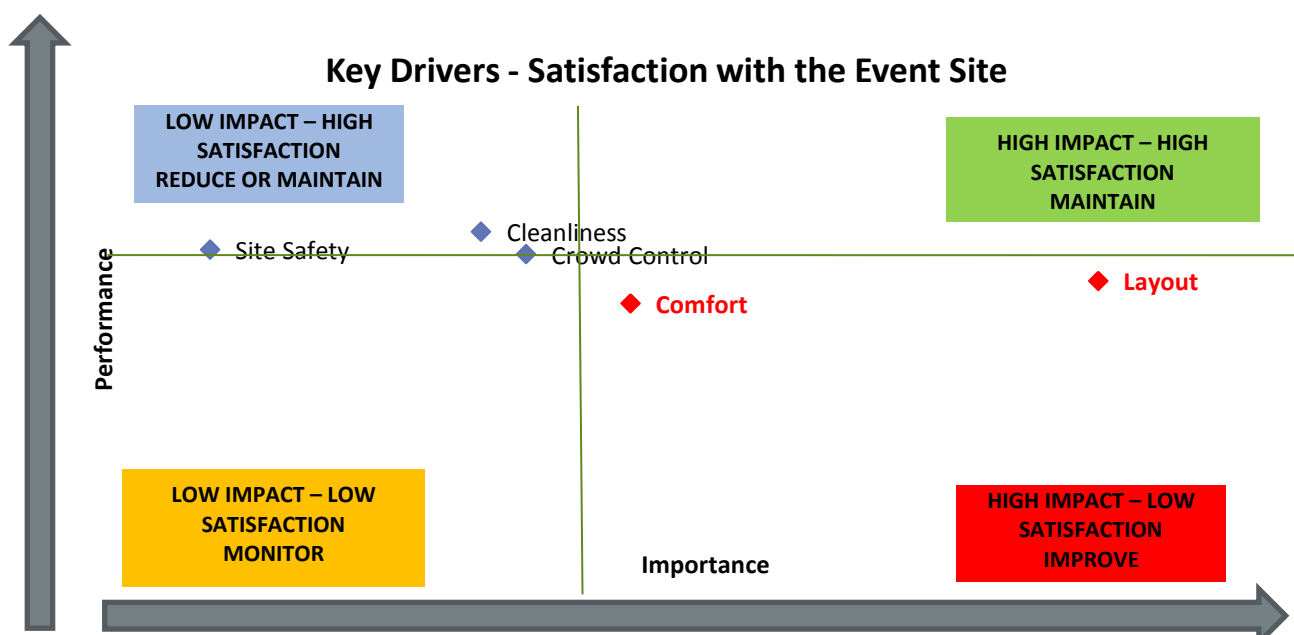 Key Drivers - Satisfaction with the Event Site
LOW IMPACT – HIGH
SATISFACTION
REDUCE OR MAINTAIN
HIGH IMPACT – HIGH
SATISFACTION
MAINTAIN
Cleanliness
Site Safety
Crowd Control
Layout
Comfort
Performance
LOW IMPACT – LOW
SATISFACTION
MONITOR
HIGH IMPACT – LOW
SATISFACTION
IMPROVE
Importance